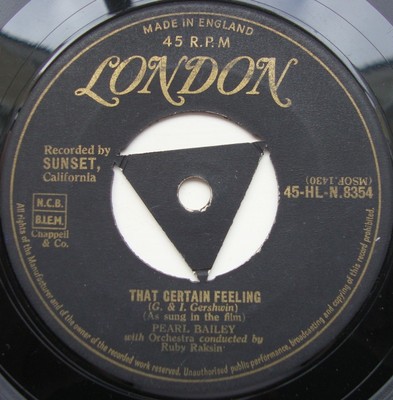 MADE IN ENGLAND
45 R.P.M
LONDON
Recorded by
SUNSET,
California
(MSOF.1430)
45-HL-N.8354
N.C.B.
B.I.E.M.
Chappell
& Co.
THAT CERTAIN FEELING
(G. & I. Gershwin)
(As sung in the film)
PEARL BAILEY
with Orchestra conducted by
Ruby Raksin
All rights of the Manufacturer and of the owner of the recorded work reserved. Unauthorised public performance, broadcasting and copying of this record prohibited.